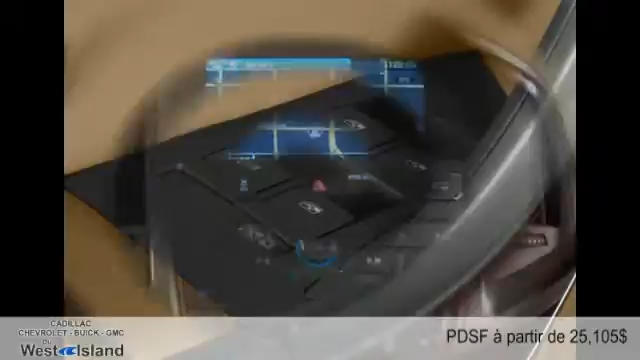 CADILLAC
CHEVROLET - BUICK - GMC
DU
West Island
PDSF à partir de 25,105$